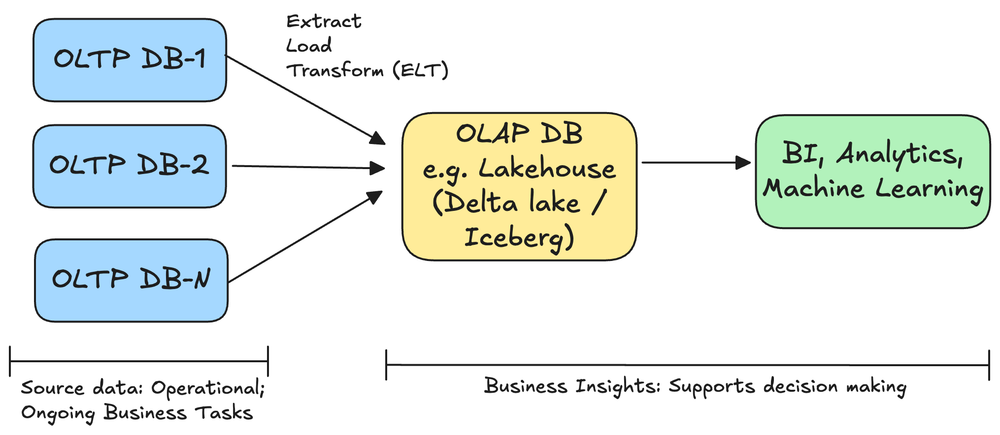 OLTP DB-1
Extract
Load
Transform (ELT)
OLTP DB-2
OLTP DB-N
OLAP DB
e.g. Lakehouse
(Delta lake /
Iceberg)
BI, Analytics,
Machine Learning
Source data: Operational;
Ongoing Business Tasks
Business Insights: Supports decision making